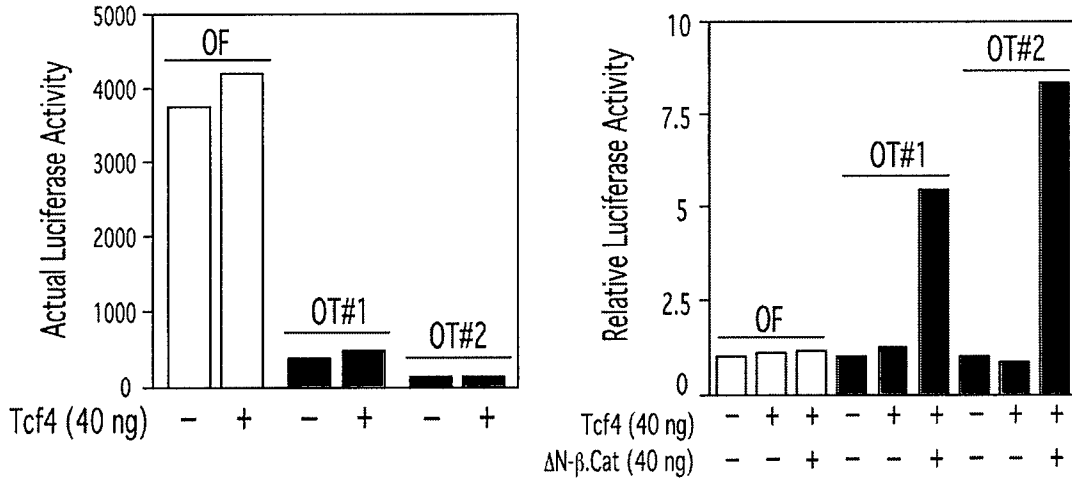 Actual Luciferase Activity
5000
4000
3000
2000
1000
0
OF
OT#1
OT#2
Tcf4 (40 ng) − + − + − +
Relative Luciferase Activity
10
7.5
5
2.5
0
OF
OT#1
OT#2
Tcf4 (40 ng) − + + − + + − + +
ΔN-β.Cat (40 ng) − − + − − + − − +